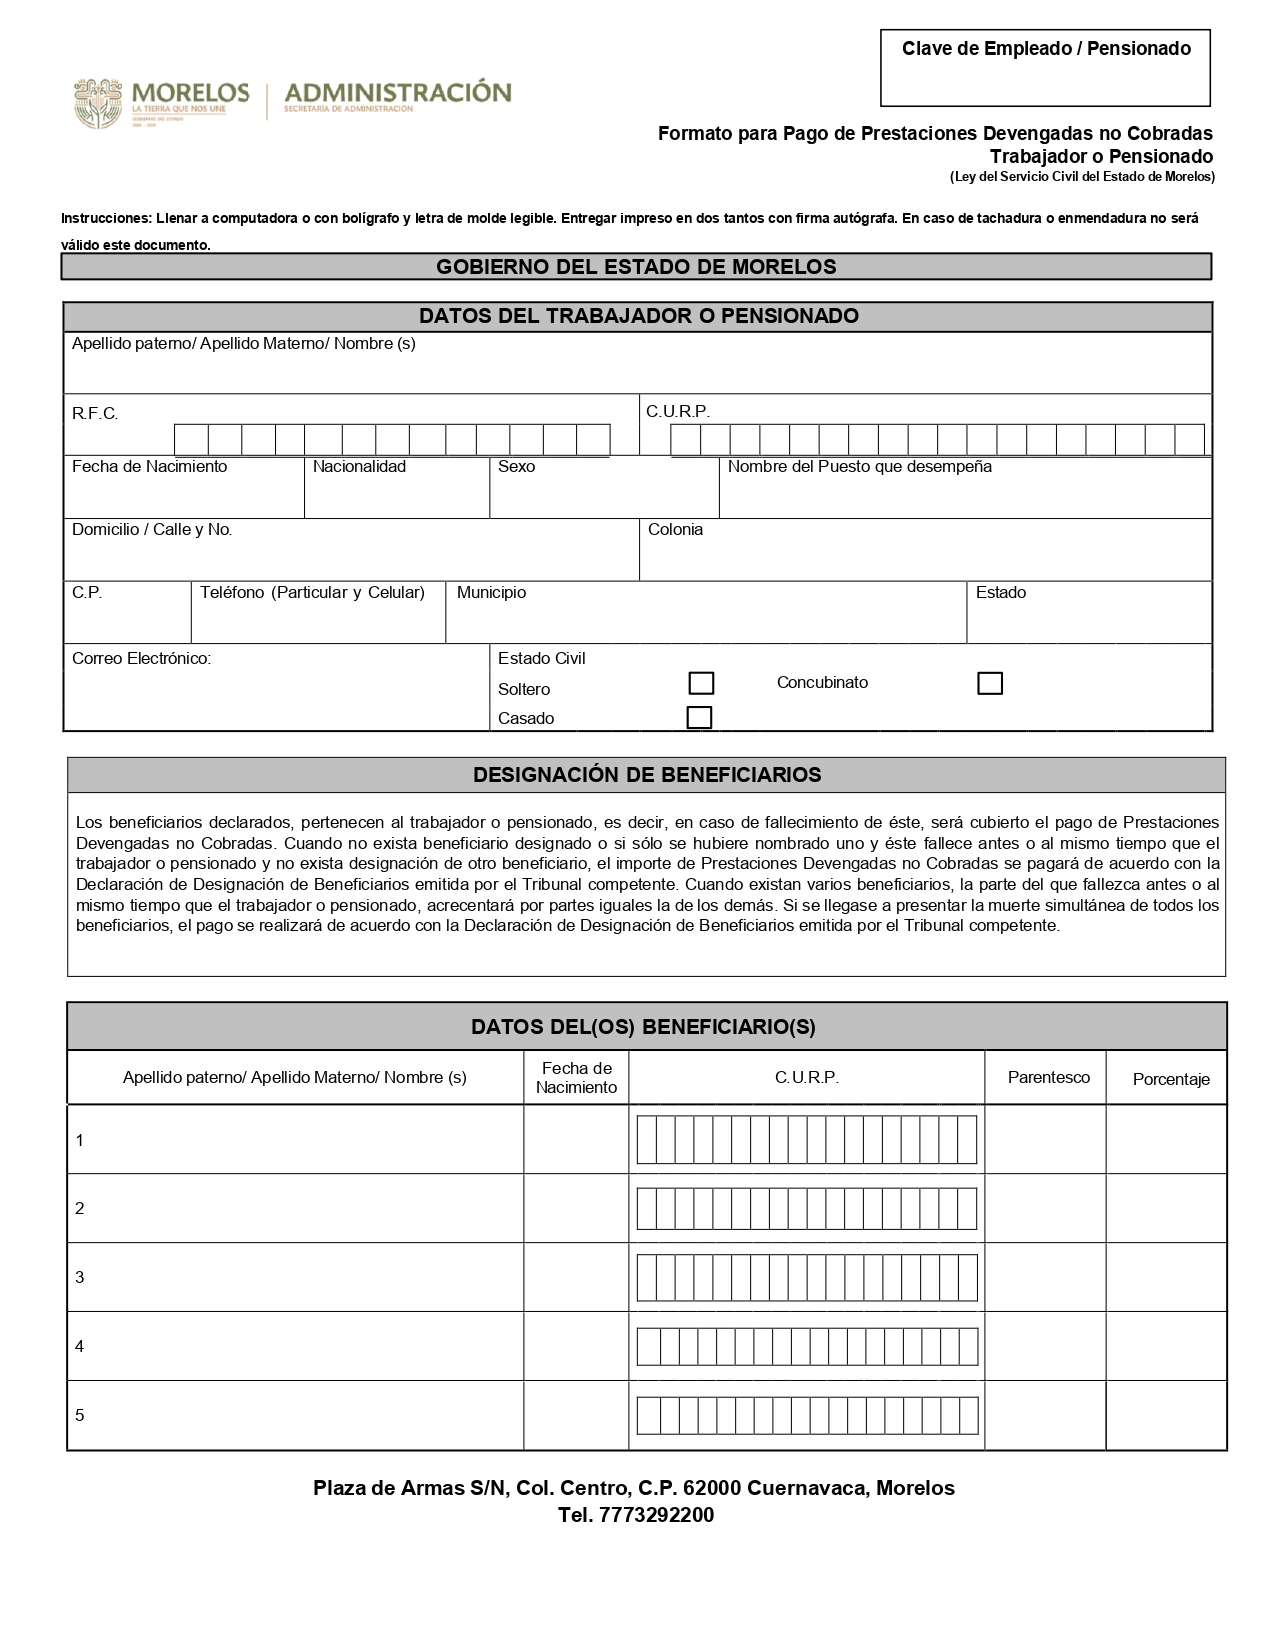 Clave de Empleado / Pensionado
MORELOS
LA TIERRA QUE NOS UNE
GOBIERNO DEL ESTADO
ADMINISTRACIÓN
SECRETARÍA DE ADMINISTRACIÓN
Formato para Pago de Prestaciones Devengadas no Cobradas
Trabajador o Pensionado
(Ley del Servicio Civil del Estado de Morelos)
Instrucciones: Llenar a computadora o con bolígrafo y letra de molde legible. Entregar impreso en dos tantos con firma autógrafa. En caso de tachadura o enmendadura no será
válido este documento.
GOBIERNO DEL ESTADO DE MORELOS
DATOS DEL TRABAJADOR O PENSIONADO
Apellido paterno/ Apellido Materno/ Nombre (s)
R.F.C.
C.U.R.P.
Fecha de Nacimiento
Nacionalidad
Sexo
Nombre del Puesto que desempeña
Domicilio / Calle y No.
Colonia
C.P.
Teléfono (Particular y Celular)
Municipio
Estado
Correo Electrónico:
Estado Civil
Soltero
Concubinato
Casado
DESIGNACIÓN DE BENEFICIARIOS
Los beneficiarios declarados, pertenecen al trabajador o pensionado, es decir, en caso de fallecimiento de éste, será cubierto el pago de Prestaciones
Devengadas no Cobradas. Cuando no exista beneficiario designado o si sólo se hubiere nombrado uno y éste fallece antes o al mismo tiempo que el
trabajador o pensionado y no exista designación de otro beneficiario, el importe de Prestaciones Devengadas no Cobradas se pagará de acuerdo con la
Declaración de Designación de Beneficiarios emitida por el Tribunal competente. Cuando existan varios beneficiarios, la parte del que fallezca antes o al
mismo tiempo que el trabajador o pensionado, acrecentará por partes iguales la de los demás. Si se llegase a presentar la muerte simultánea de todos los
beneficiarios, el pago se realizará de acuerdo con la Declaración de Designación de Beneficiarios emitida por el Tribunal competente.
DATOS DEL(OS) BENEFICIARIO(S)
Apellido paterno/ Apellido Materno/ Nombre (s)
Fecha de
Nacimiento
C.U.R.P.
Parentesco
Porcentaje
1
2
3
4
5
Plaza de Armas S/N, Col. Centro, C.P. 62000 Cuernavaca, Morelos
Tel. 7773292200